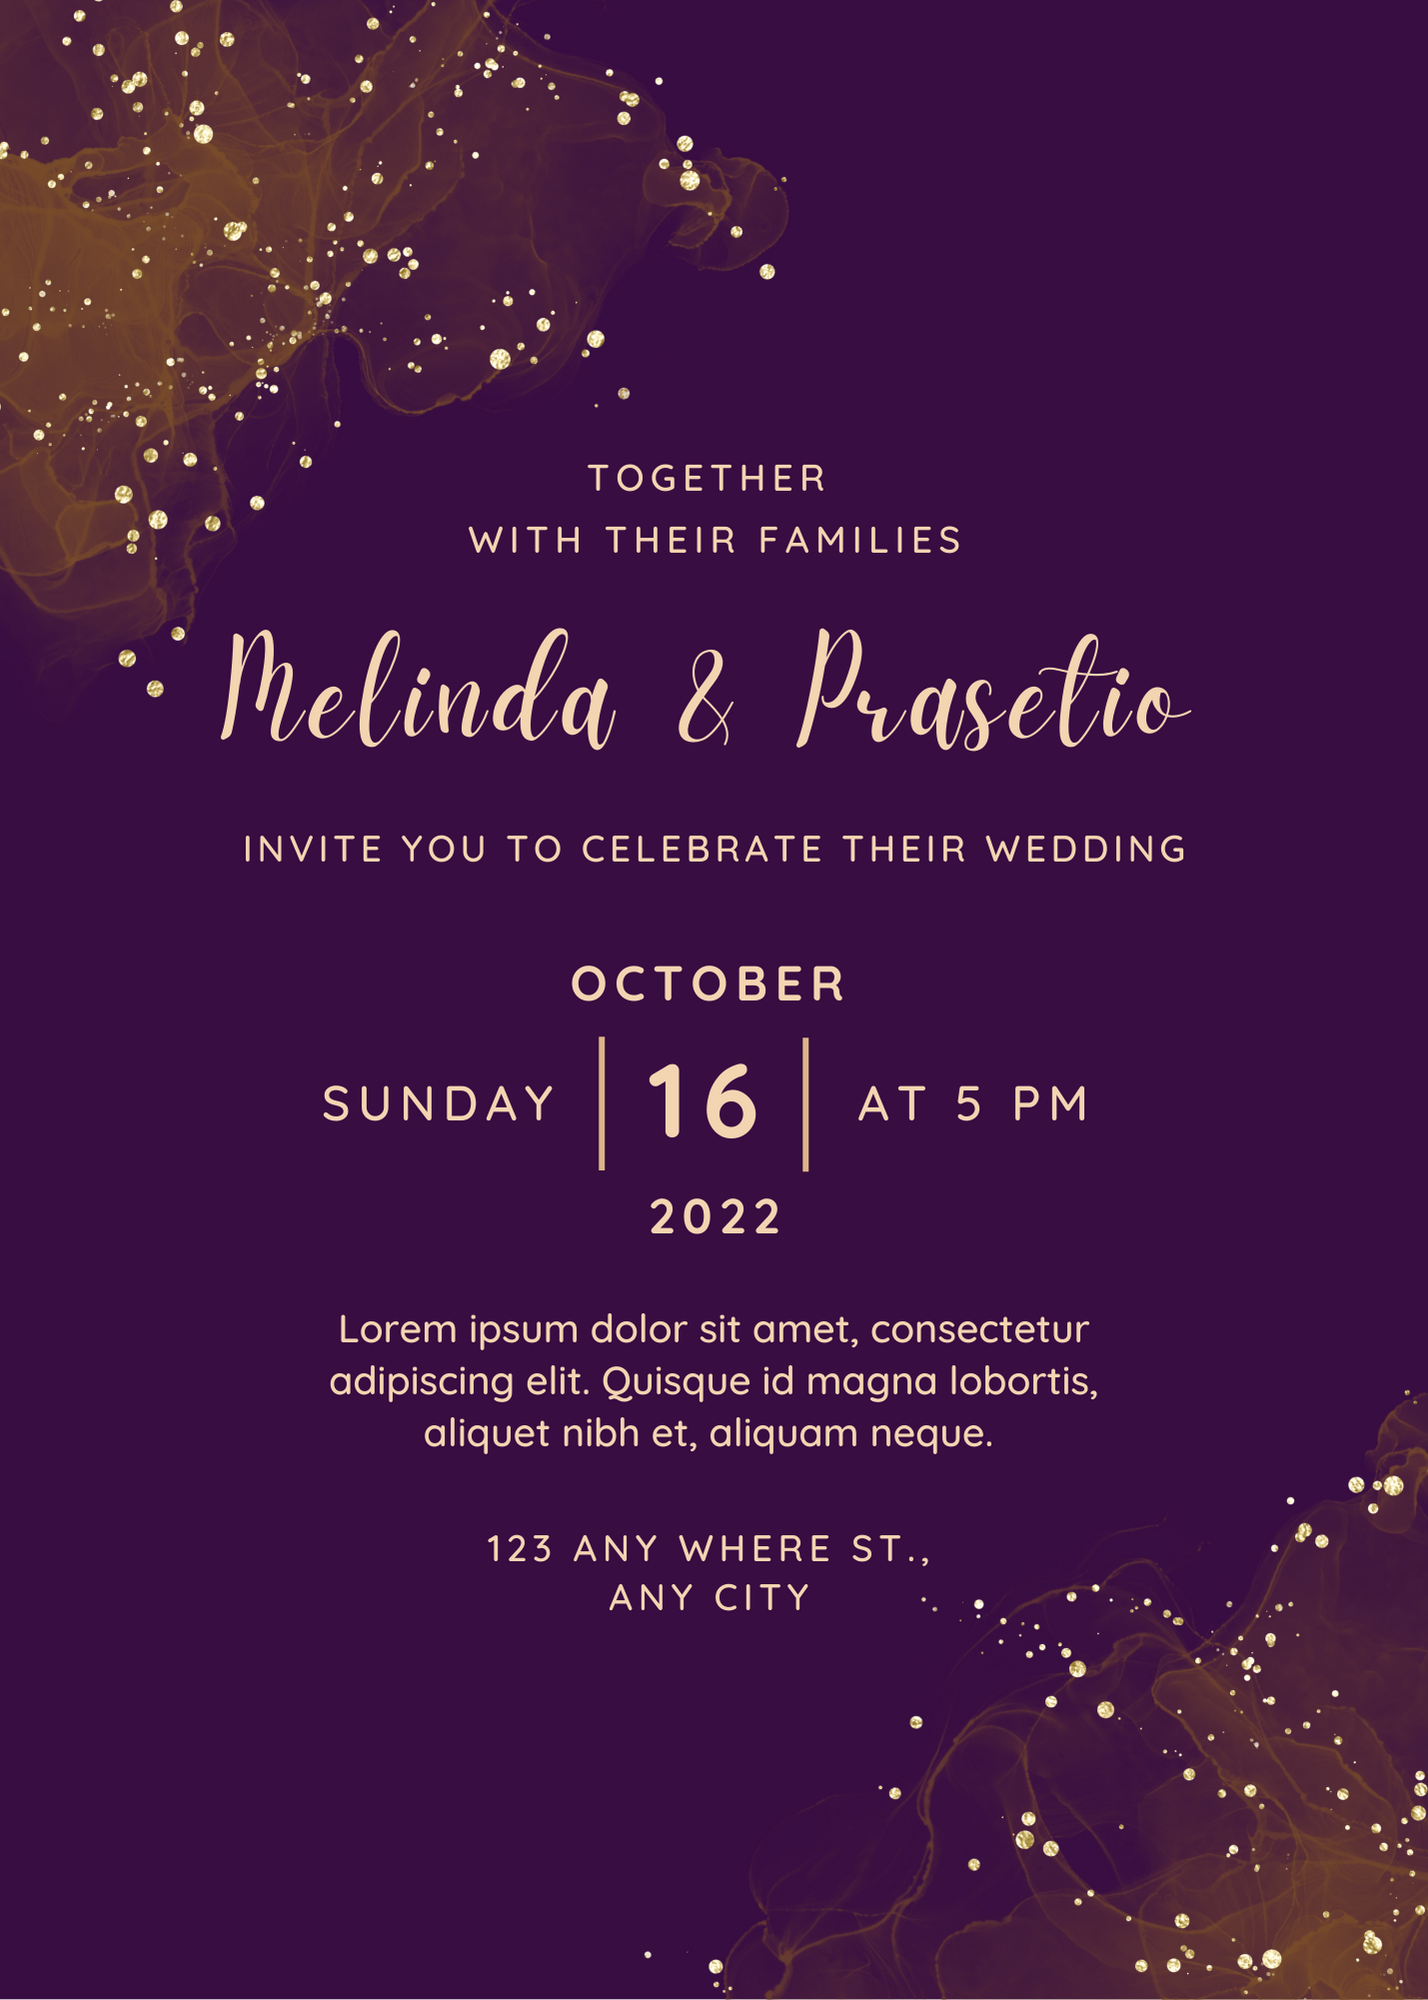 TOGETHER
WITH THEIR FAMILIES
Melinda & Prasetio
INVITE YOU TO CELEBRATE THEIR WEDDING
OCTOBER
SUNDAY 16 AT 5 PM
2022
Lorem ipsum dolor sit amet, consectetur
adipiscing elit. Quisque id magna lobortis,
aliquet nibh et, aliquam neque.
123 ANY WHERE ST.,
ANY CITY